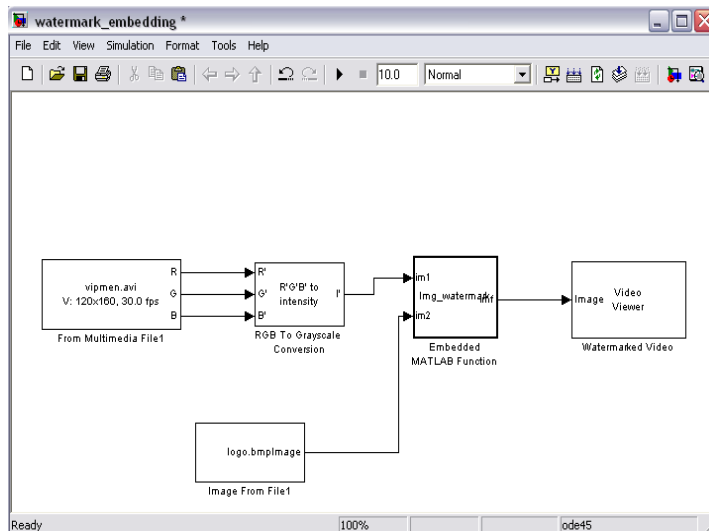 watermark_embedding *
File Edit View Simulation Format Tools Help
10.0 Normal
vipmen.avi
V: 120x160, 30.0 fps
R
G
B
From Multimedia File1
R'
G'
B'
R'G'B' to
intensity
I'
RGB To Grayscale
Conversion
im1
im2
Img_watermark
imf
Embedded
MATLAB Function
Image
Video
Viewer
Watermarked Video
logo.bmp
Image
Image From File1
Ready 100% ode45